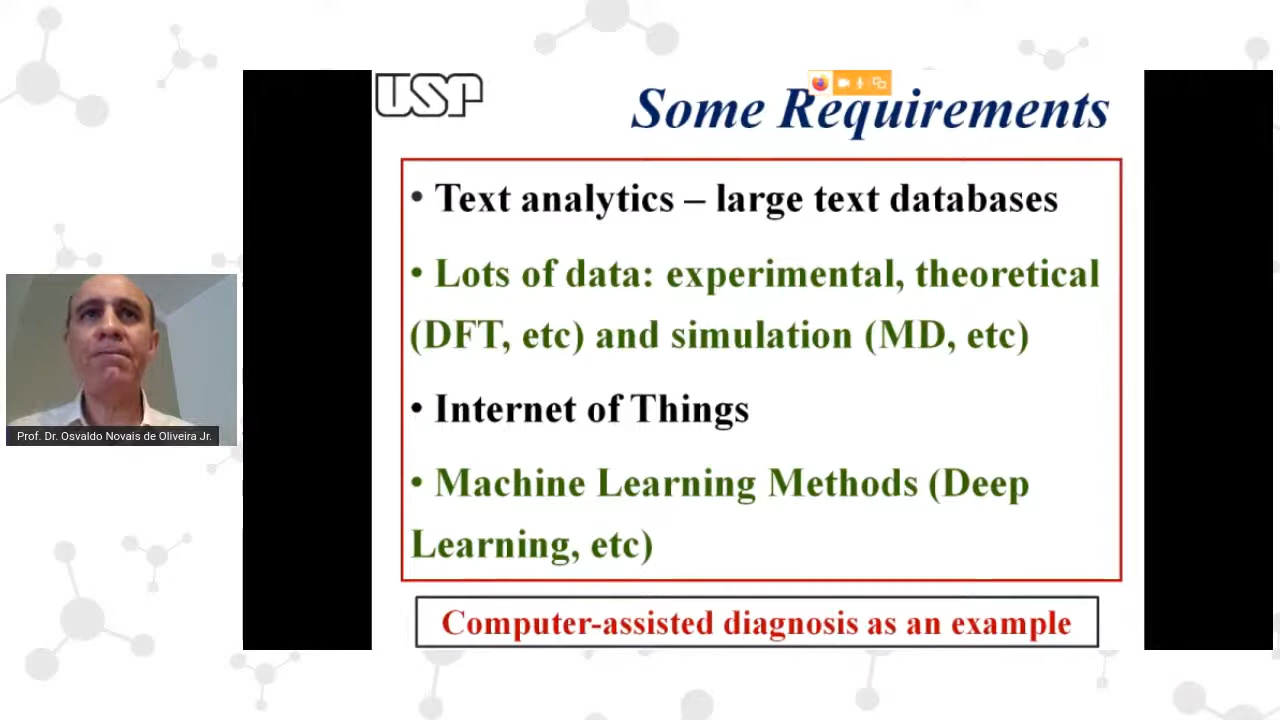 USP
Some Requirements
• Text analytics – large text databases
• Lots of data: experimental, theoretical
(DFT, etc) and simulation (MD, etc)
• Internet of Things
• Machine Learning Methods (Deep
Learning, etc)
Computer-assisted diagnosis as an example
Prof. Dr. Osvaldo Novais de Oliveira Jr.